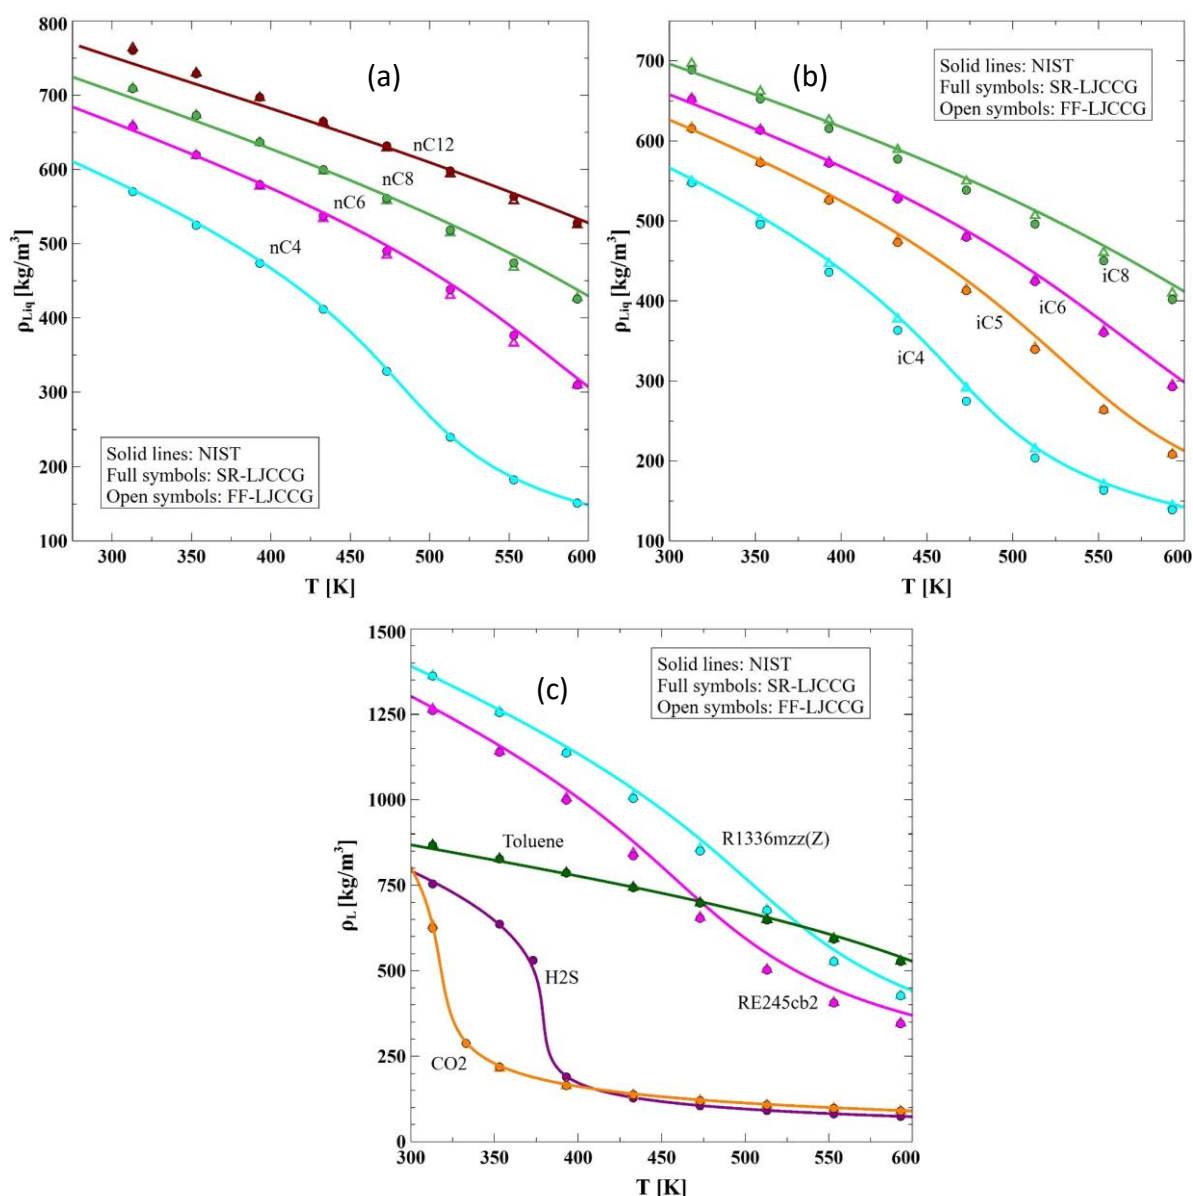 (a)
800
700
600
500
400
300
200
100
ρLiq [kg/m³]
nC12
nC8
nC6
nC4
Solid lines: NIST
Full symbols: SR-LJCCG
Open symbols: FF-LJCCG
300 350 400 450 500 550 600
T [K]
(b)
700
600
500
400
300
200
100
ρLiq [kg/m³]
Solid lines: NIST
Full symbols: SR-LJCCG
Open symbols: FF-LJCCG
iC8
iC6
iC5
iC4
300 350 400 450 500 550 600
T [K]
(c)
1500
1250
1000
750
500
250
0
ρL [kg/m³]
Solid lines: NIST
Full symbols: SR-LJCCG
Open symbols: FF-LJCCG
R1336mzz(Z)
Toluene
H2S
RE245cb2
CO2
300 350 400 450 500 550 600
T [K]